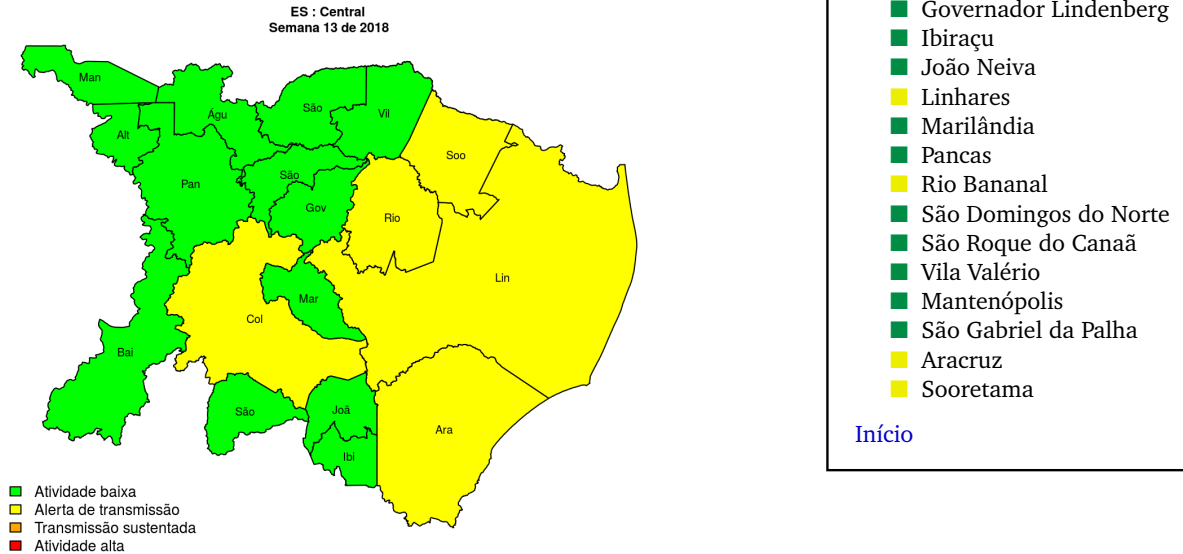 ES : Central
Semana 13 de 2018
Man
Alt
Águ
São
Vil
Soo
Pan
São
Gov
Rio
Lin
Mar
Col
Bai
São
Joã
Ibi
Ara
Atividade baixa
Alerta de transmissão
Transmissão sustentada
Atividade alta
Governador Lindenberg
Ibiraçu
João Neiva
Linhares
Marilândia
Pancas
Rio Bananal
São Domingos do Norte
São Roque do Canaã
Vila Valério
Mantenópolis
São Gabriel da Palha
Aracruz
Sooretama
Início